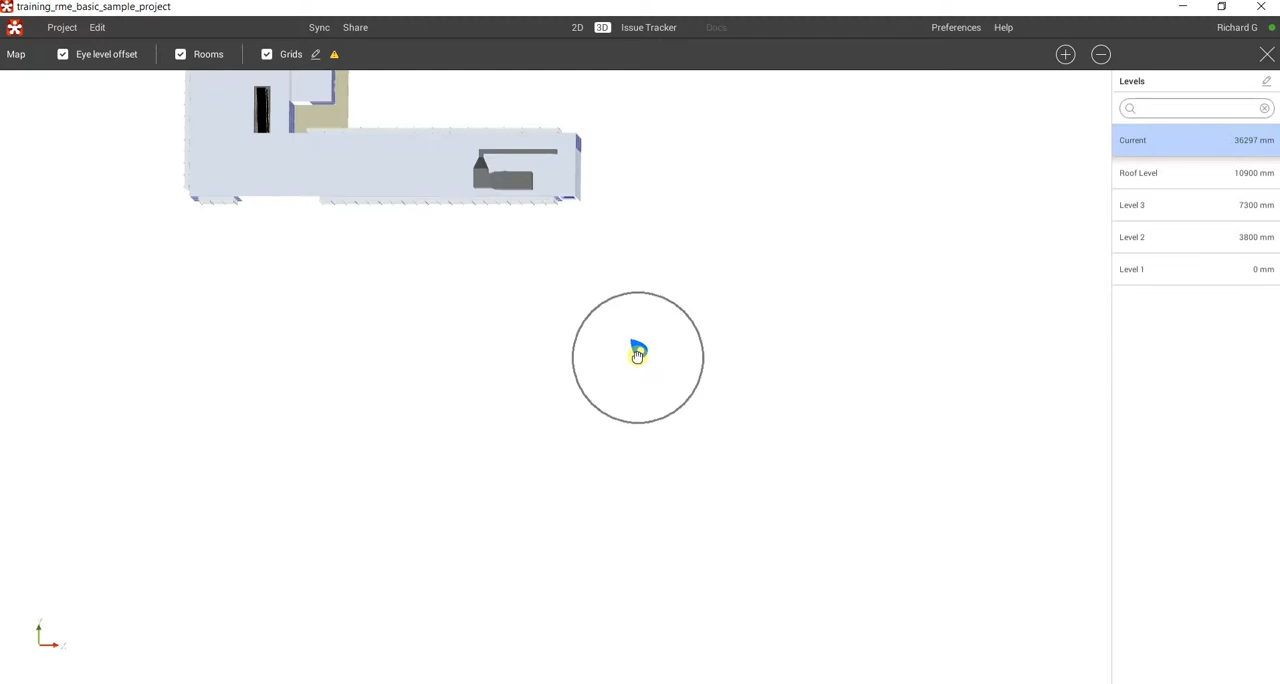 training_rme_basic_sample_project
Project Edit Sync Share 2D 3D Issue Tracker Docs Preferences Help Richard G
Map Eye level offset Rooms Grids
Levels
Current 36297 mm
Roof Level 10900 mm
Level 3 7300 mm
Level 2 3800 mm
Level 1 0 mm
Z